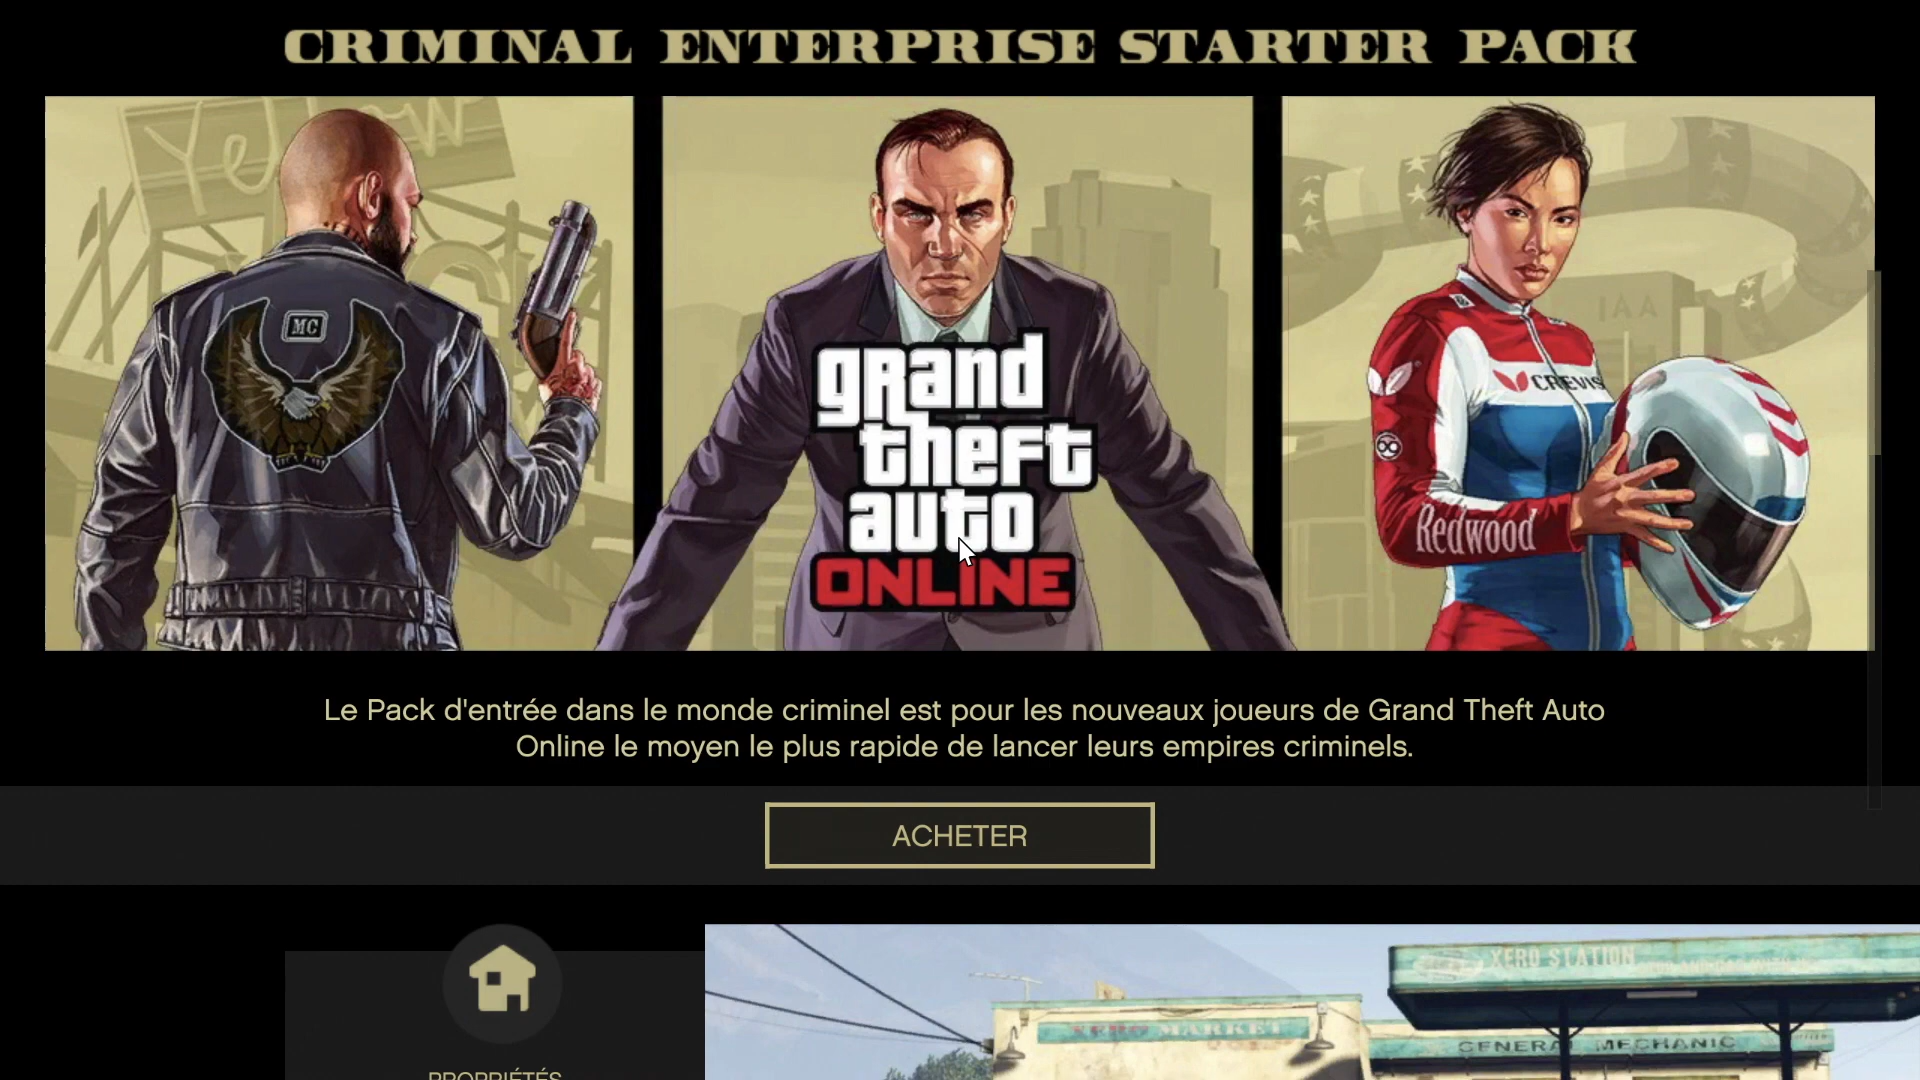 CRIMINAL ENTERPRISE STARTER PACK
Yellow
MC
grand
theft
auto
ONLINE
IAA
CREVIS
Redwood
Le Pack d'entrée dans le monde criminel est pour les nouveaux joueurs de Grand Theft Auto
Online le moyen le plus rapide de lancer leurs empires criminels.
ACHETER
PROPRIÉTÉS
XERO STATION
MARKET
GENERAL MECHANIC